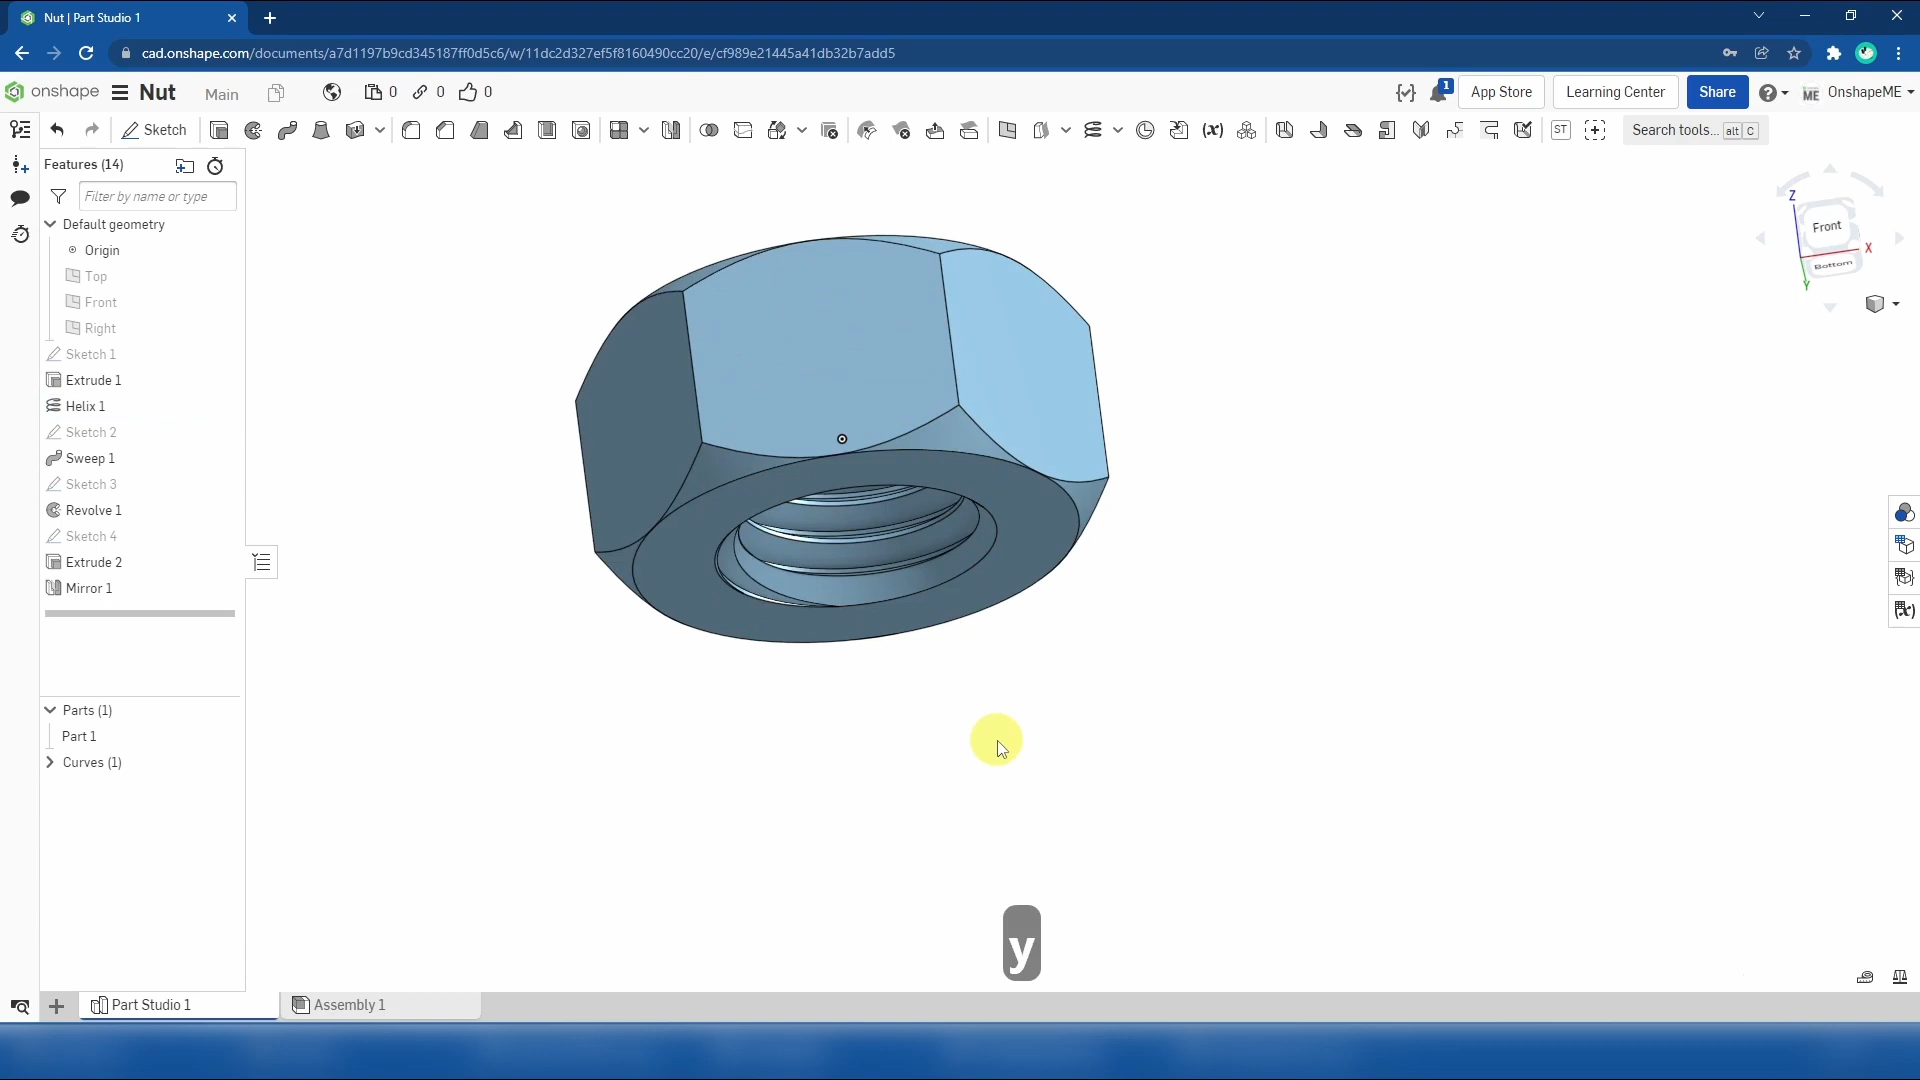 Nut | Part Studio 1
cad.onshape.com/documents/a7d1197b9cd345187ff0d5c6/w/11dc2d327ef5f8160490cc20/e/cf989e21445a41db32b7add5
onshape Nut Main 0 0 0 1 App Store Learning Center Share ME OnshapeME
Sketch (x) ST Search tools... alt C
Features (14)
Filter by name or type
Default geometry
Origin
Top
Front
Right
Sketch 1
Extrude 1
Helix 1
Sketch 2
Sweep 1
Sketch 3
Revolve 1
Sketch 4
Extrude 2
Mirror 1
Parts (1)
Part 1
Curves (1)
Z
Front
X
Bottom
Y
(x)
y
Part Studio 1 Assembly 1